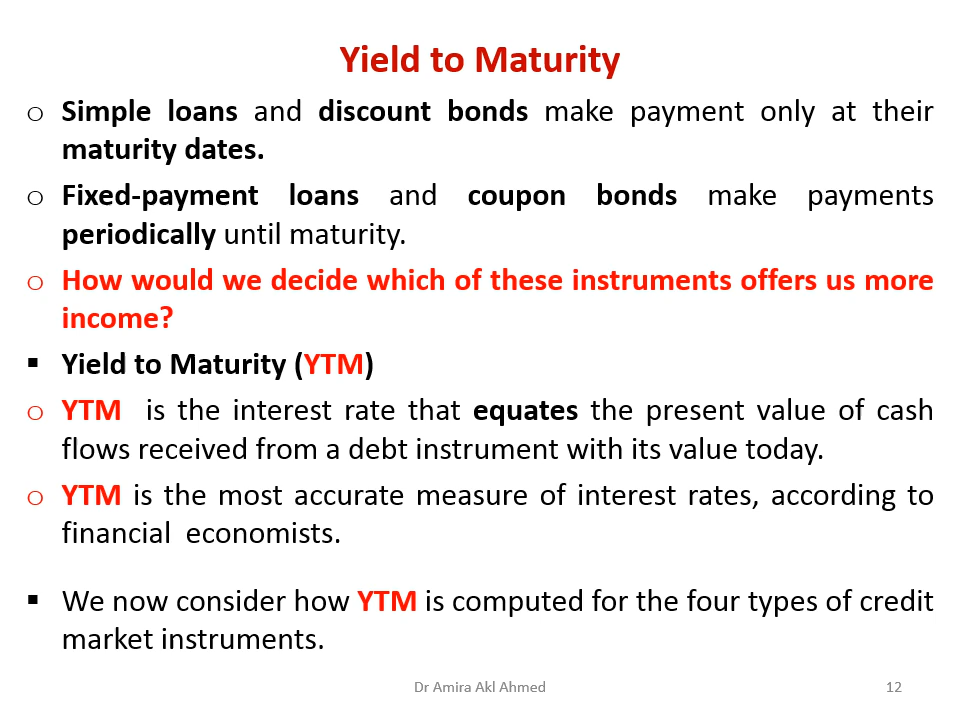 Yield to Maturity
o Simple loans and discount bonds make payment only at their
maturity dates.
o Fixed-payment loans and coupon bonds make payments
periodically until maturity.
o How would we decide which of these instruments offers us more
income?
▪ Yield to Maturity (YTM)
o YTM is the interest rate that equates the present value of cash
flows received from a debt instrument with its value today.
o YTM is the most accurate measure of interest rates, according to
financial economists.
▪ We now consider how YTM is computed for the four types of credit
market instruments.
Dr Amira Akl Ahmed 12